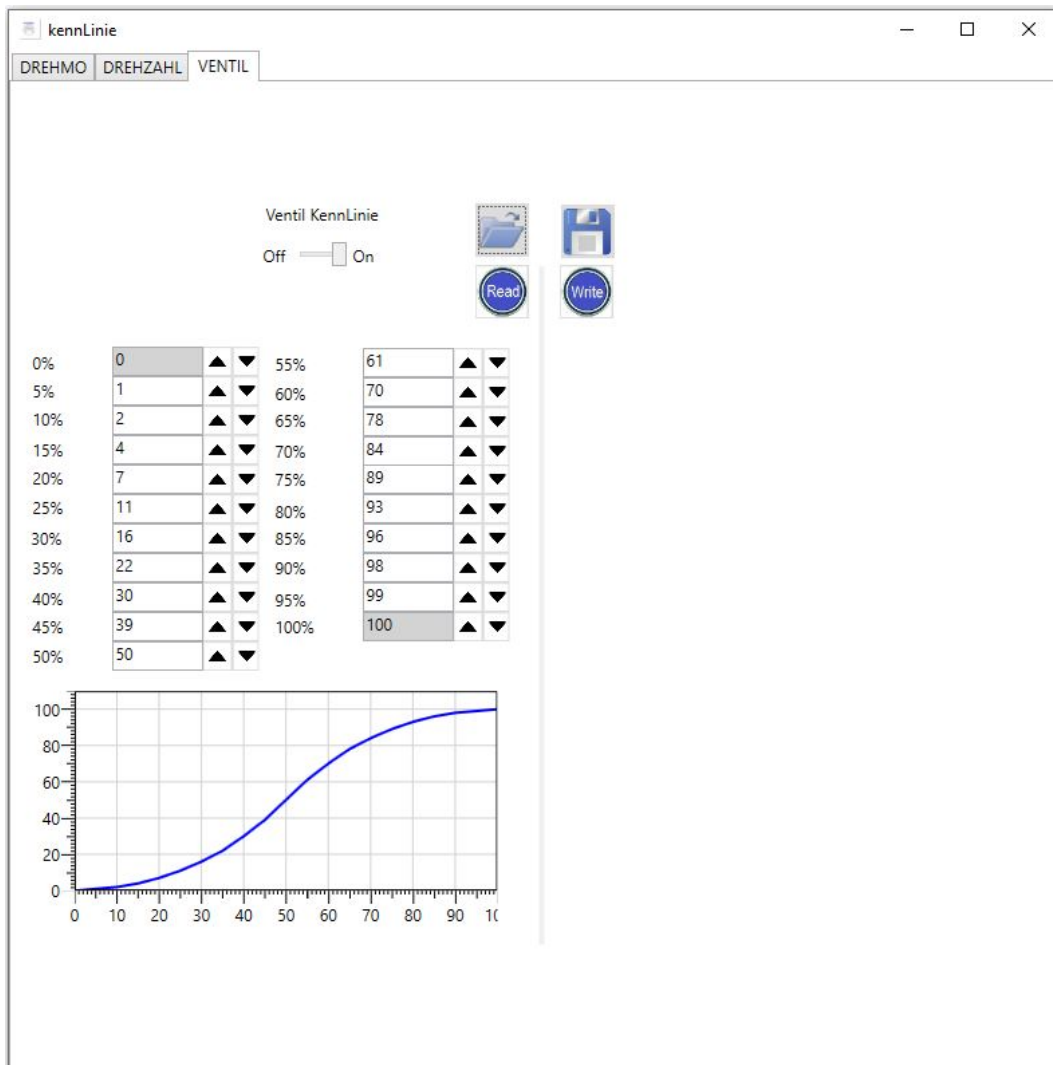 kennLinie
DREHMO DREHZAHL VENTIL
Ventil KennLinie
Off On
Read Write
0% 0 55% 61
5% 1 60% 70
10% 2 65% 78
15% 4 70% 84
20% 7 75% 89
25% 11 80% 93
30% 16 85% 96
35% 22 90% 98
40% 30 95% 99
45% 39 100% 100
50% 50
100
80
60
40
20
0
0 10 20 30 40 50 60 70 80 90 10